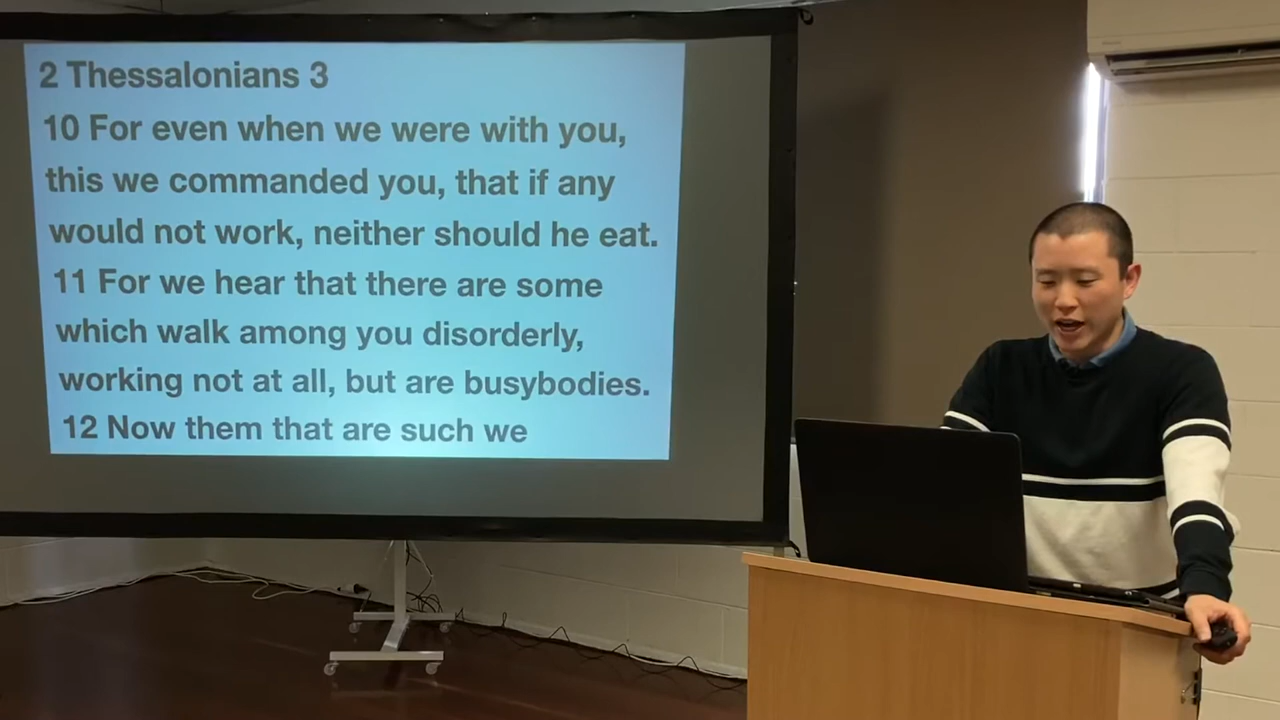 2 Thessalonians 3
10 For even when we were with you,
this we commanded you, that if any
would not work, neither should he eat.
11 For we hear that there are some
which walk among you disorderly,
working not at all, but are busybodies.
12 Now them that are such we